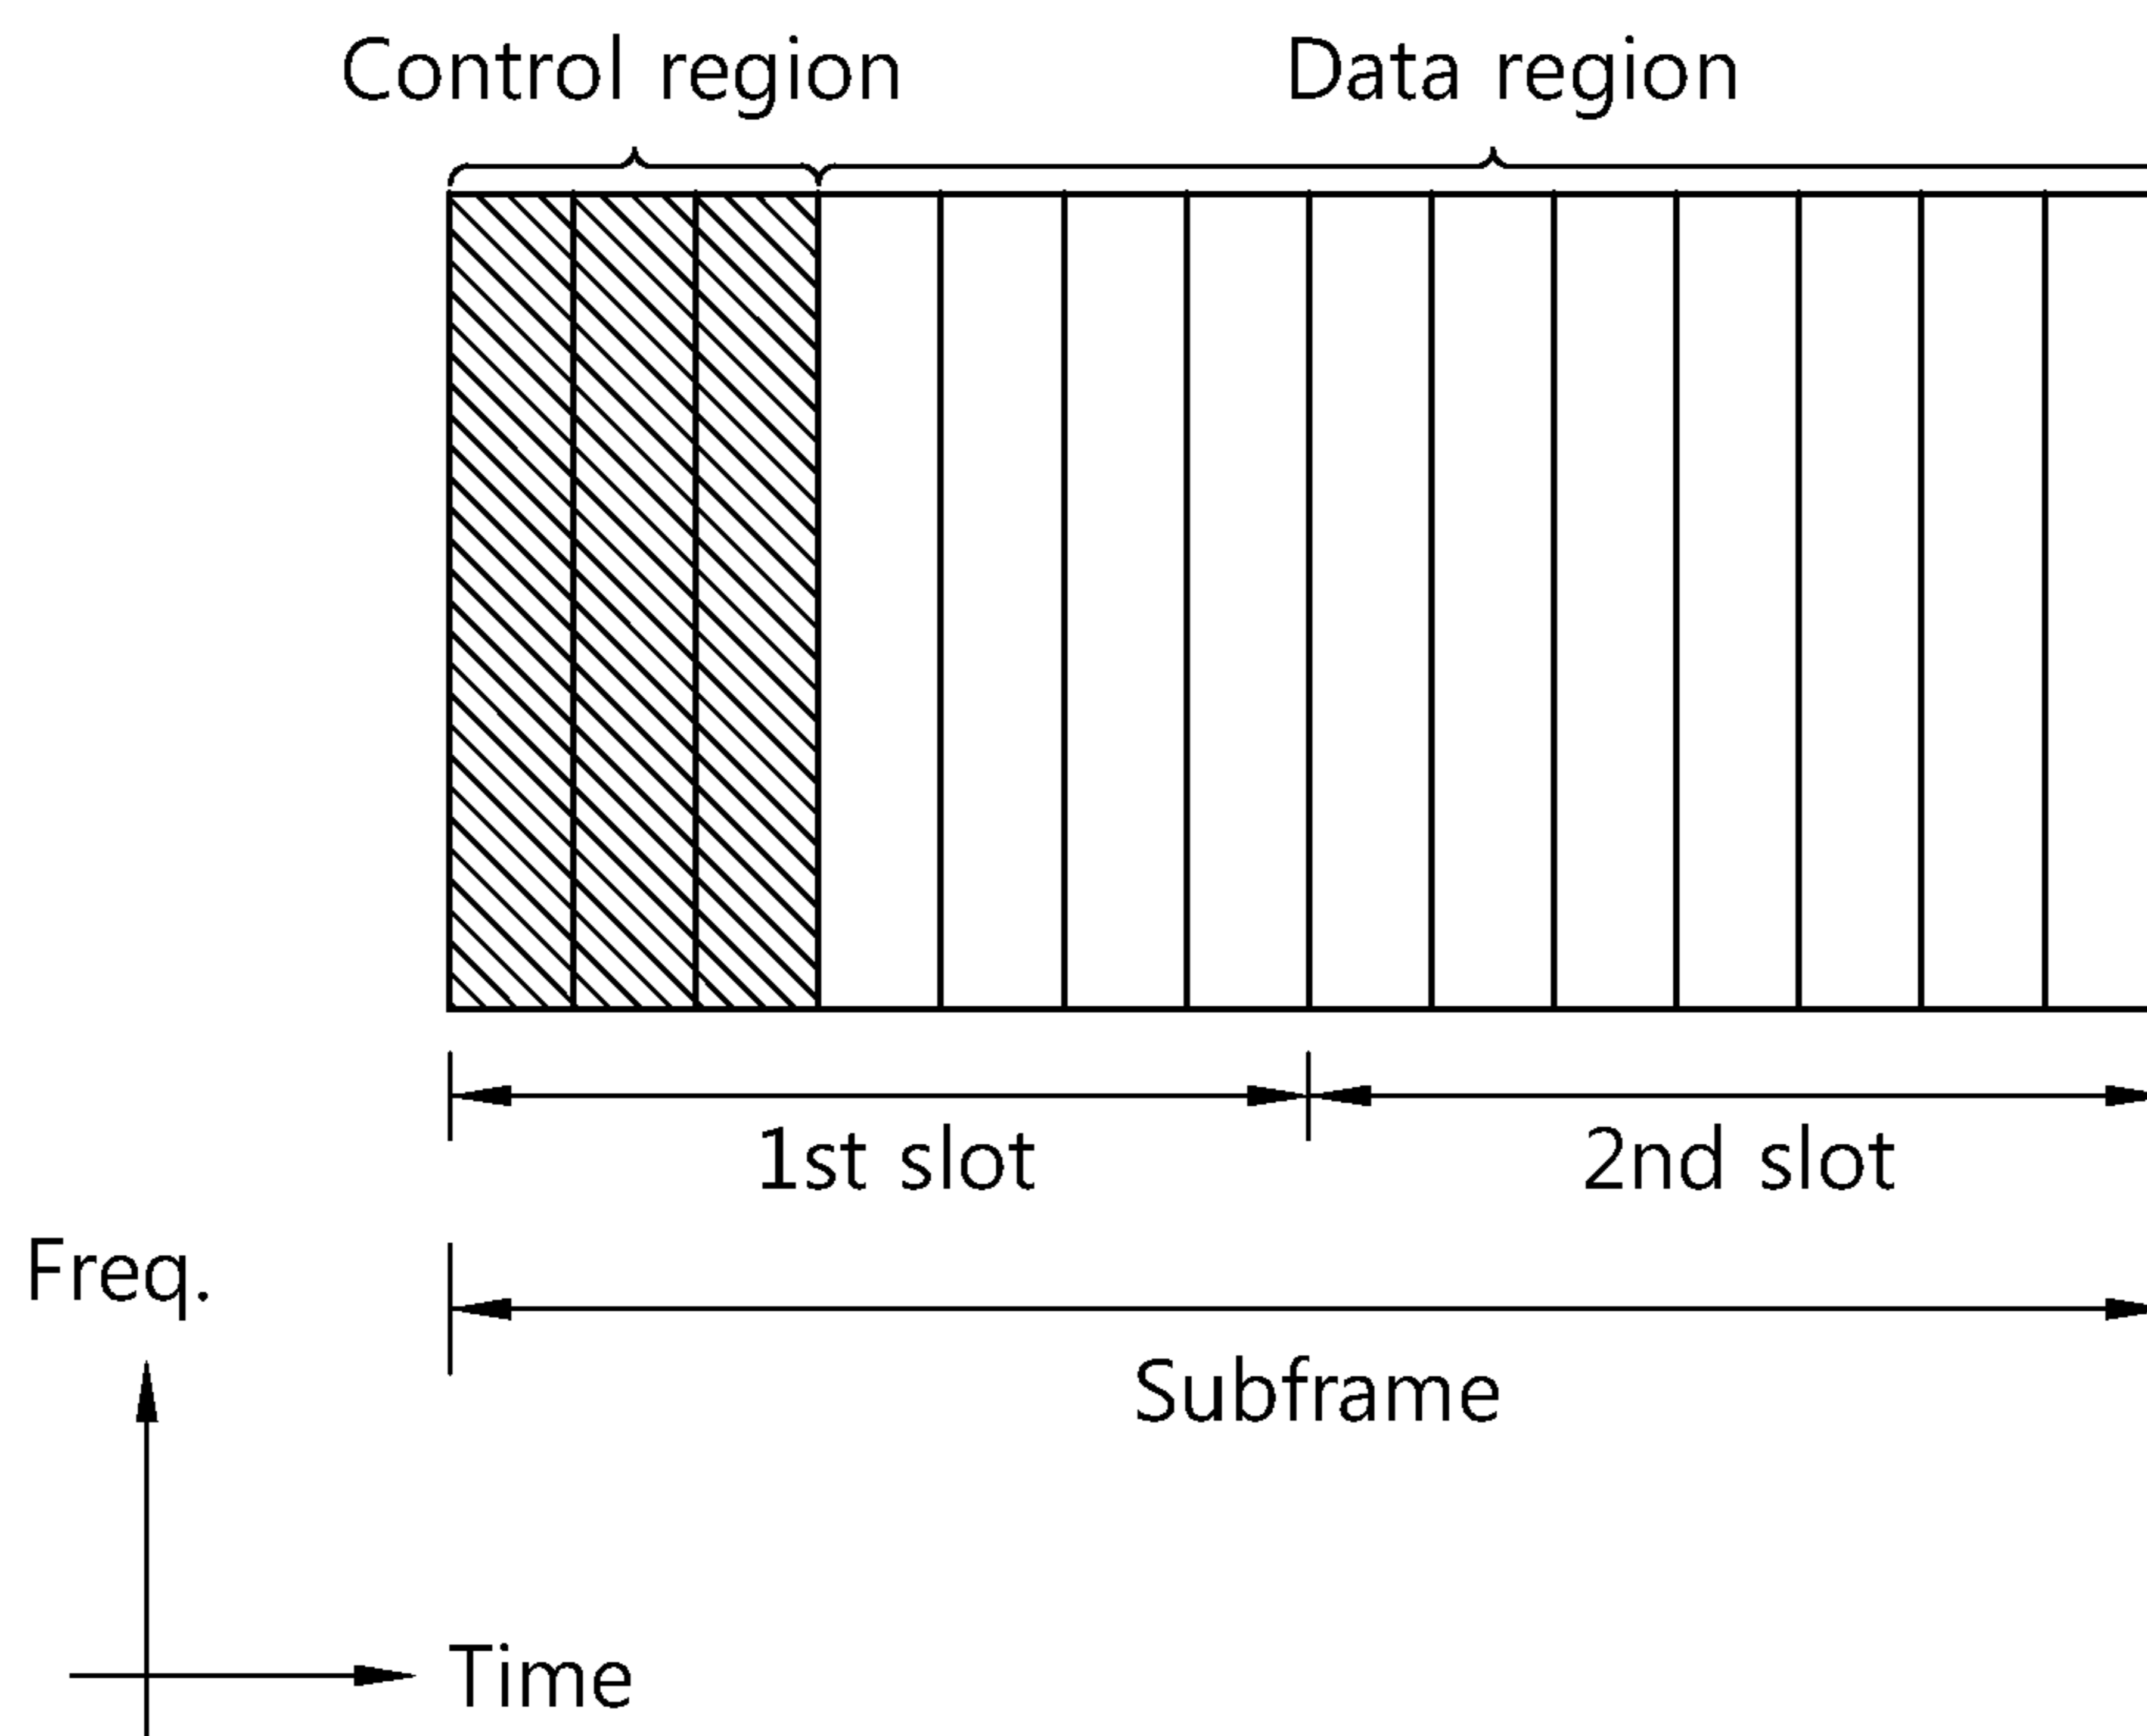 Control region
Data region
1st slot
2nd slot
Freq.
Subframe
Time